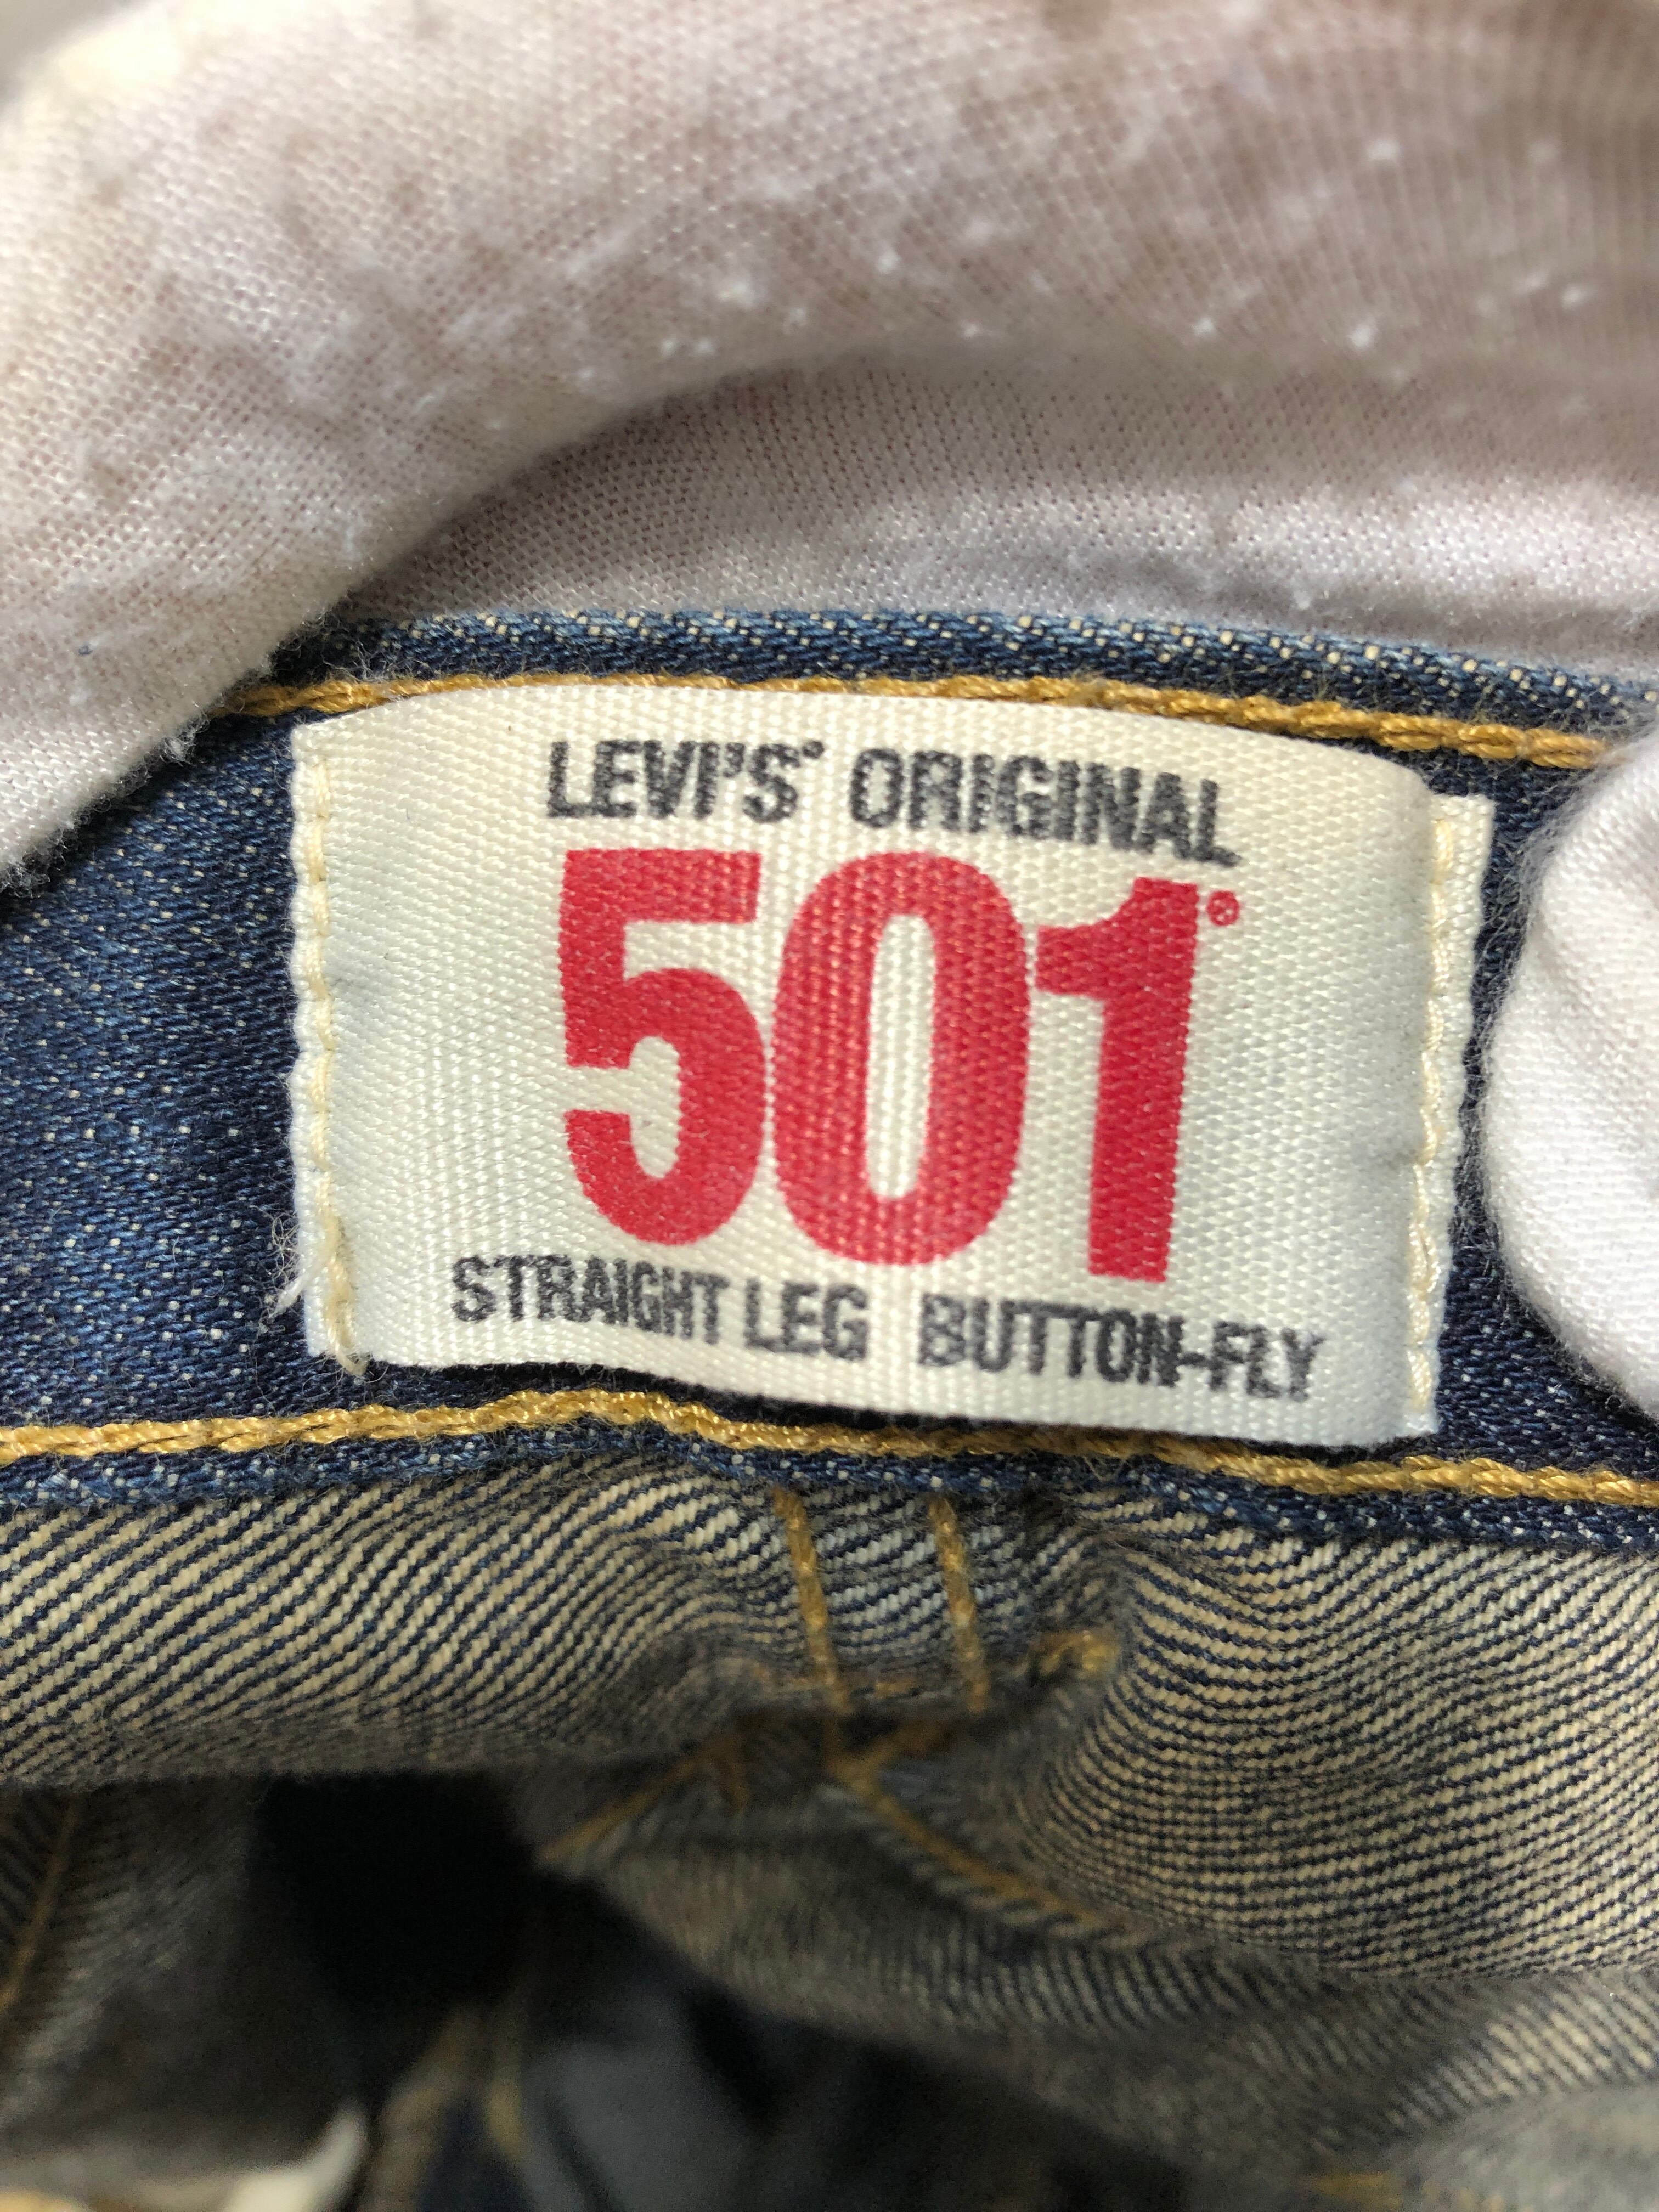 LEVI'S® ORIGINAL
501®
STRAIGHT LEG BUTTON-FLY